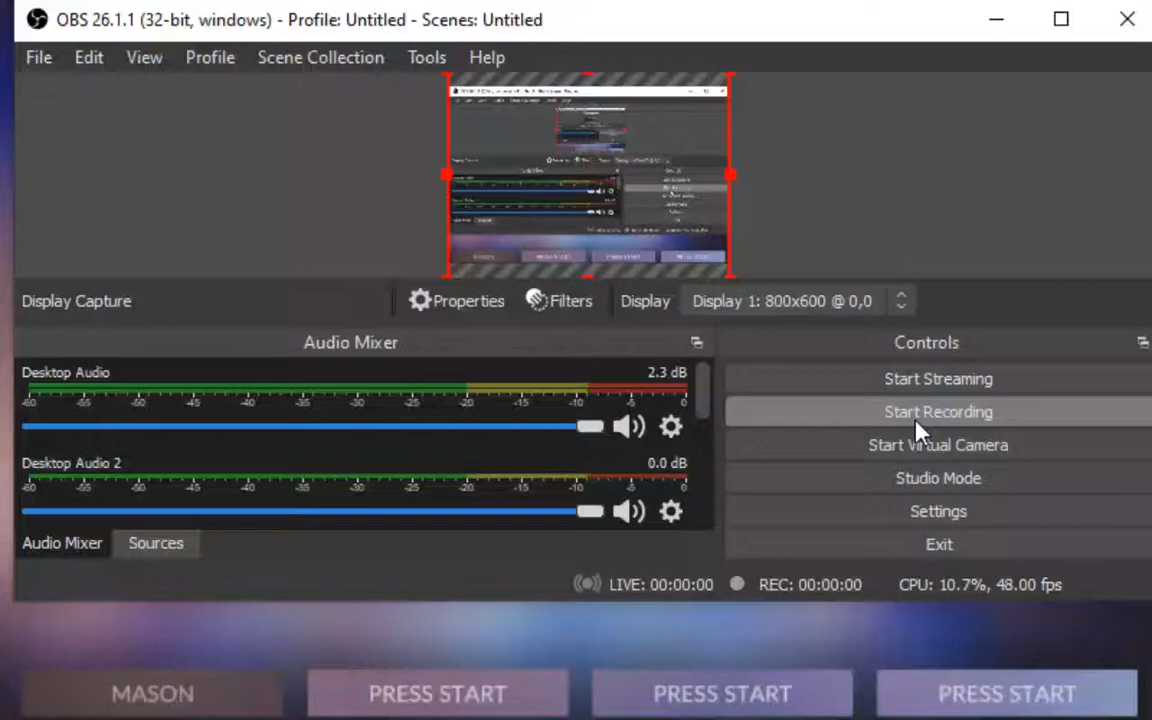 OBS 26.1.1 (32-bit, windows) - Profile: Untitled - Scenes: Untitled
File Edit View Profile Scene Collection Tools Help
Display Capture Properties Filters Display Display 1: 800x600 @ 0,0
Audio Mixer
Desktop Audio 2.3 dB
-60 -55 -50 -45 -40 -35 -30 -25 -20 -15 -10 -5 0
Desktop Audio 2 0.0 dB
-60 -55 -50 -45 -40 -35 -30 -25 -20 -15 -10 -5 0
Audio Mixer Sources
Controls
Start Streaming
Start Recording
Start Virtual Camera
Studio Mode
Settings
Exit
LIVE: 00:00:00 REC: 00:00:00 CPU: 10.7%, 48.00 fps
MASON PRESS START PRESS START PRESS START